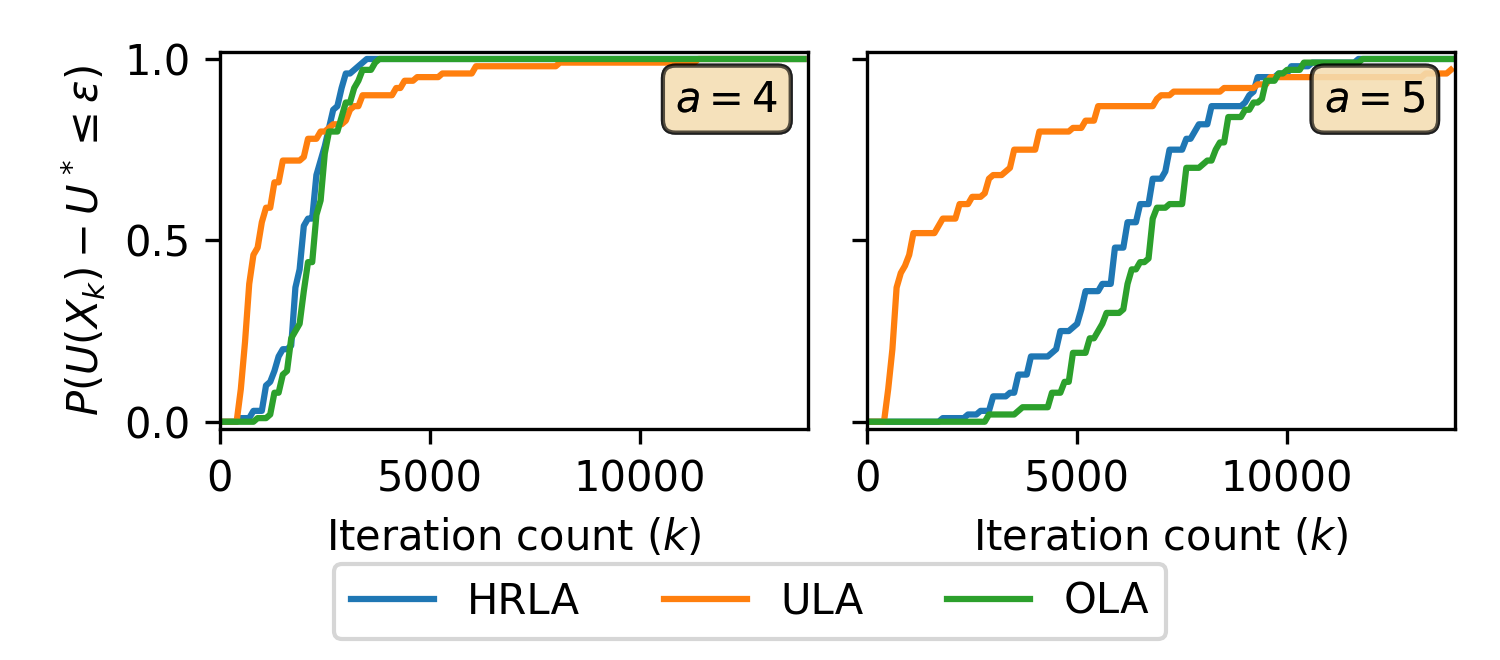 P(U(X_k) − U* ≤ ε)
1.0
0.5
0.0
a = 4
a = 5
0 5000 10000
0 5000 10000
Iteration count (k)
Iteration count (k)
HRLA ULA OLA